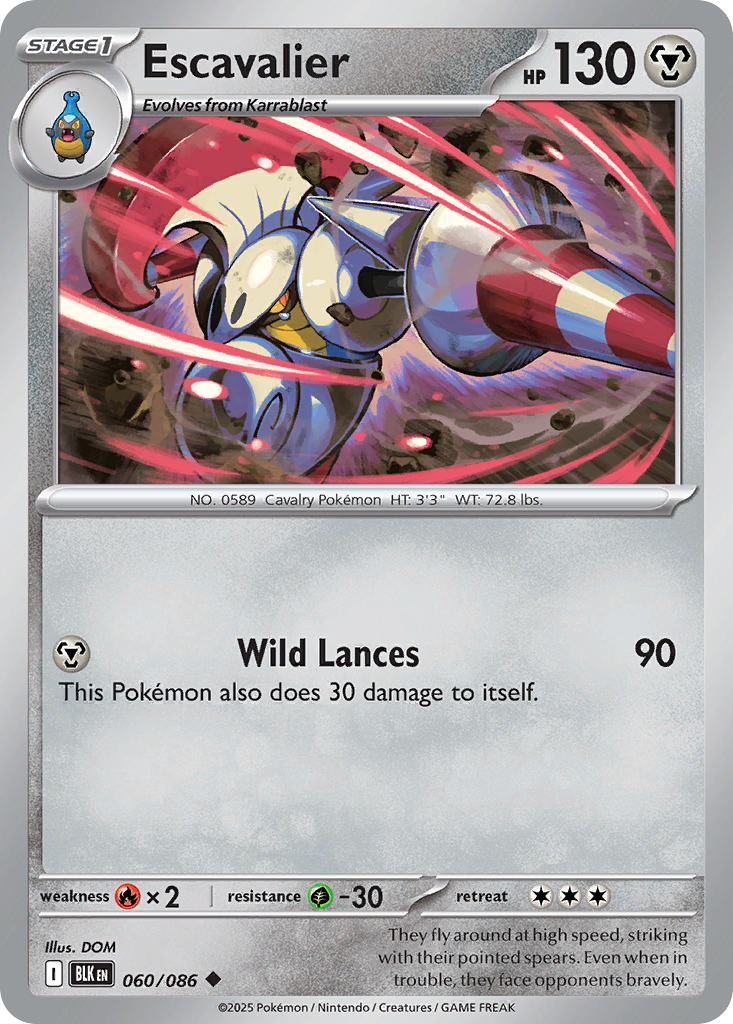 STAGE1
Escavalier
HP 130
Evolves from Karrablast
NO. 0589 Cavalry Pokémon HT: 3'3" WT: 72.8 lbs.
Wild Lances 90
This Pokémon also does 30 damage to itself.
weakness ×2 resistance -30 retreat
Illus. DOM
They fly around at high speed, striking
with their pointed spears. Even when in
trouble, they face opponents bravely.
I BLK EN 060/086
©2025 Pokémon / Nintendo / Creatures / GAME FREAK